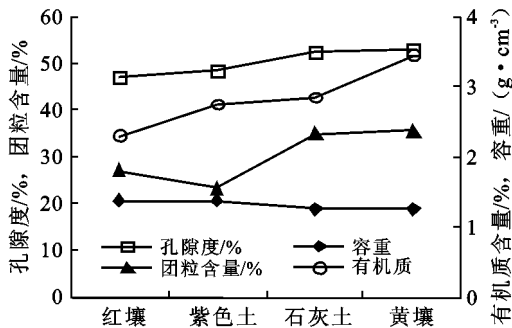 孔隙度/%, 团粒含量/%
60
50
40
30
20
10
0
4
3
2
1
0
有机质含量/%, 容重/(g·cm⁻³)
孔隙度/%
容重
团粒含量/%
有机质
红壤 紫色土 石灰土 黄壤